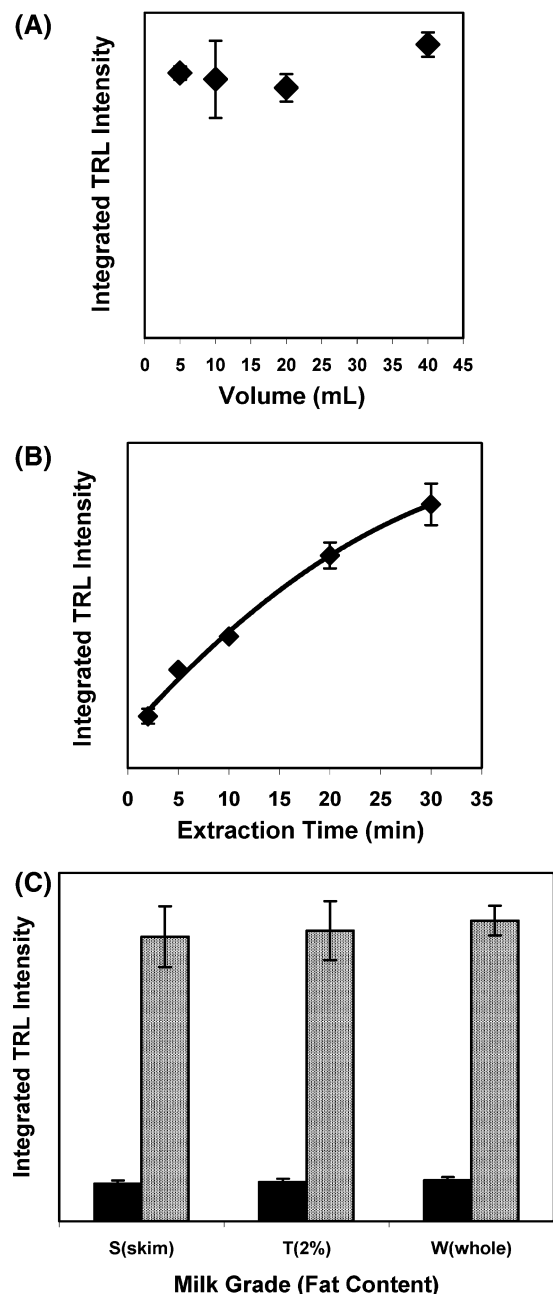 (A)
Integrated TRL Intensity
0 5 10 15 20 25 30 35 40 45
Volume (mL)
(B)
Integrated TRL Intensity
0 5 10 15 20 25 30 35
Extraction Time (min)
(C)
Integrated TRL Intensity
S(skim) T(2%) W(whole)
Milk Grade (Fat Content)